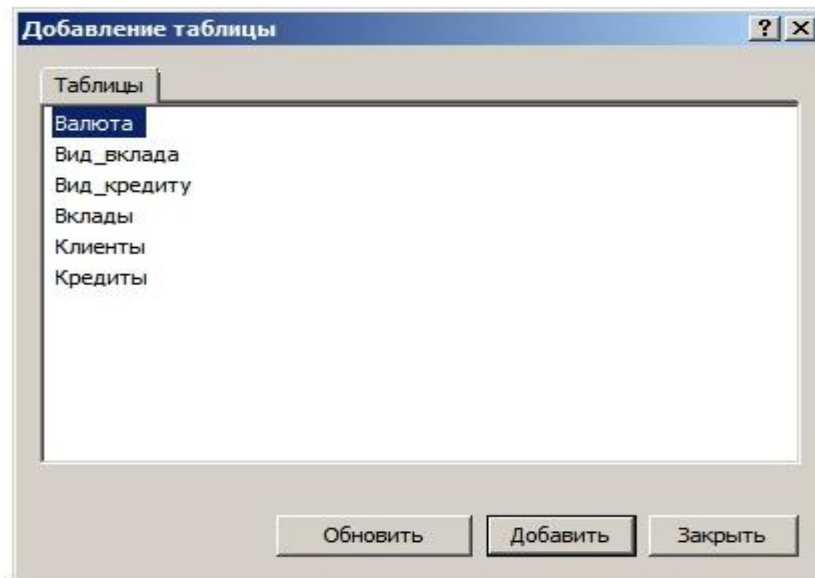 Добавление таблицы
Таблицы
Валюта
Вид_вклада
Вид_кредиту
Вклады
Клиенты
Кредиты
Обновить Добавить Закрыть